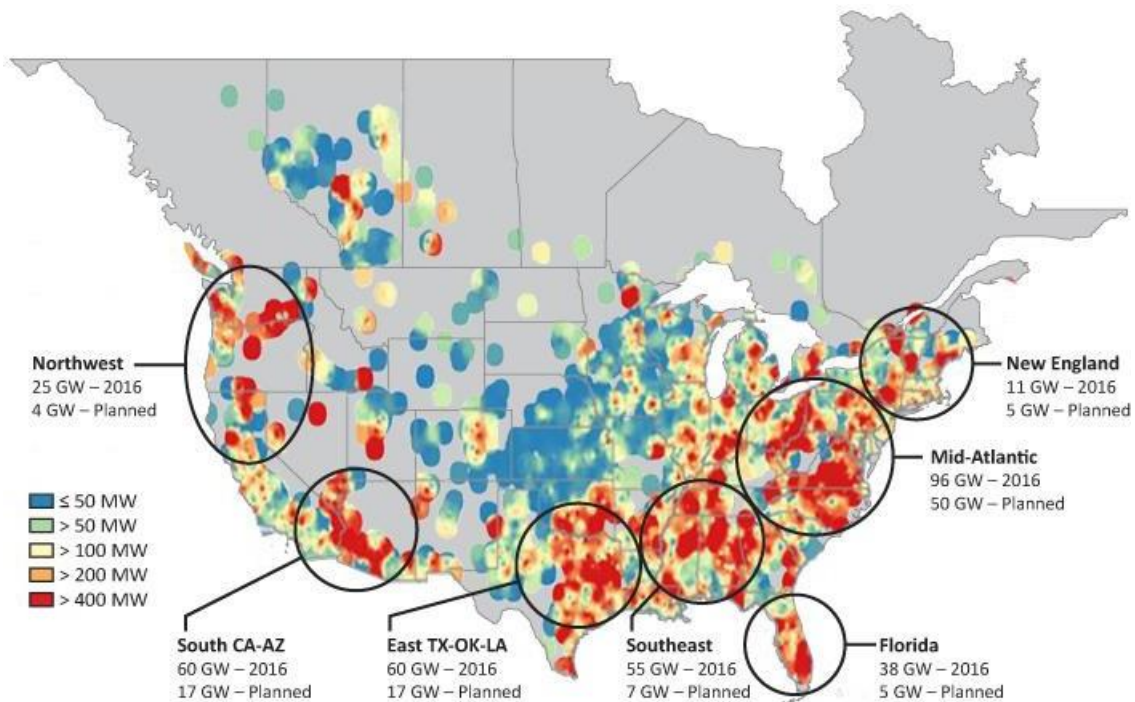 Northwest
25 GW – 2016
4 GW – Planned
New England
11 GW – 2016
5 GW – Planned
Mid-Atlantic
96 GW – 2016
50 GW – Planned
≤ 50 MW
> 50 MW
> 100 MW
> 200 MW
> 400 MW
South CA-AZ
60 GW – 2016
17 GW – Planned
East TX-OK-LA
60 GW – 2016
17 GW – Planned
Southeast
55 GW – 2016
7 GW – Planned
Florida
38 GW – 2016
5 GW – Planned